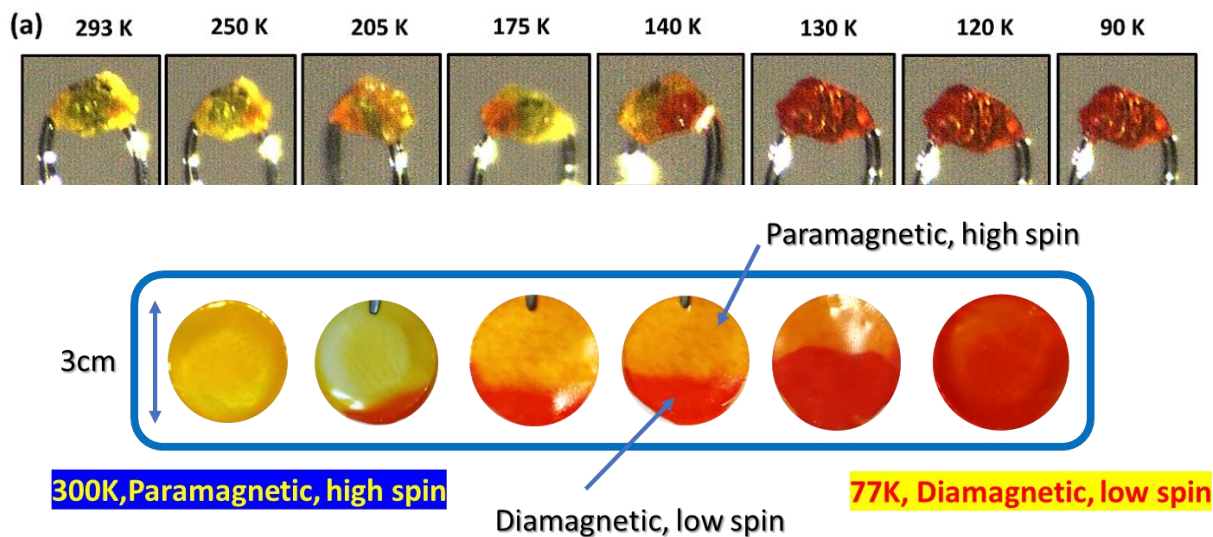 (a) 293 K 250 K 205 K 175 K 140 K 130 K 120 K 90 K
Paramagnetic, high spin
3cm
300K,Paramagnetic, high spin
77K, Diamagnetic, low spin
Diamagnetic, low spin